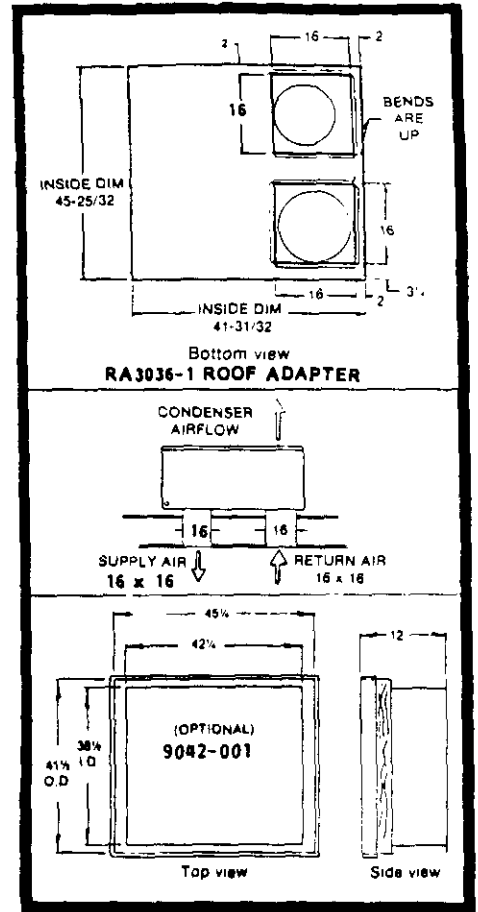 2
16
2
16
BENDS
ARE
UP
INSIDE DIM
45-25/32
16
16
2
3¼
INSIDE DIM
41-31/32
Bottom view
RA3036-1 ROOF ADAPTER
CONDENSER
AIRFLOW
16
16
SUPPLY AIR
16 x 16
RETURN AIR
16 x 16
45¼
42¼
12
(OPTIONAL)
9042-001
38½
I.D.
41½
O.D
Top view
Side view